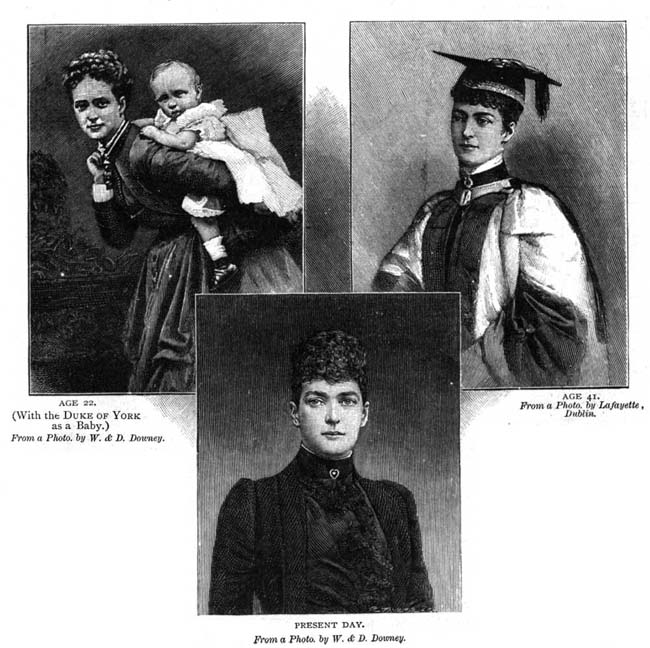 AGE 22.
(With the DUKE OF YORK
as a Baby.)
From a Photo. by W. & D. Downey.
AGE 41.
From a Photo. by Lafayette,
Dublin.
PRESENT DAY.
From a Photo. by W. & D. Downey.